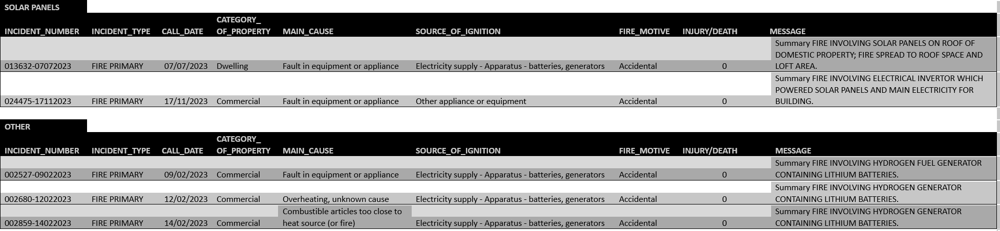 SOLAR PANELS
CATEGORY_
INCIDENT_NUMBER INCIDENT_TYPE CALL_DATE OF_PROPERTY MAIN_CAUSE SOURCE_OF_IGNITION FIRE_MOTIVE INJURY/DEATH MESSAGE
Summary FIRE INVOLVING SOLAR PANELS ON ROOF OF
DOMESTIC PROPERTY; FIRE SPREAD TO ROOF SPACE AND
013632-07072023 FIRE PRIMARY 07/07/2023 Dwelling Fault in equipment or appliance Electricity supply - Apparatus - batteries, generators Accidental 0 LOFT AREA.
Summary FIRE INVOLVING ELECTRICAL INVERTOR WHICH
POWERED SOLAR PANELS AND MAIN ELECTRICITY FOR
024475-17112023 FIRE PRIMARY 17/11/2023 Commercial Fault in equipment or appliance Other appliance or equipment Accidental 0 BUILDING.
OTHER
CATEGORY_
INCIDENT_NUMBER INCIDENT_TYPE CALL_DATE OF_PROPERTY MAIN_CAUSE SOURCE_OF_IGNITION FIRE_MOTIVE INJURY/DEATH MESSAGE
Summary FIRE INVOLVING HYDROGEN FUEL GENERATOR
002527-09022023 FIRE PRIMARY 09/02/2023 Commercial Fault in equipment or appliance Electricity supply - Apparatus - batteries, generators Accidental 0 CONTAINING LITHIUM BATTERIES.
Summary FIRE INVOLVING HYDROGEN GENERATOR
002680-12022023 FIRE PRIMARY 12/02/2023 Commercial Overheating, unknown cause Electricity supply - Apparatus - batteries, generators Accidental 0 CONTAINING LITHIUM BATTERIES.
Combustible articles too close to Summary FIRE INVOLVING HYDROGEN GENERATOR
002859-14022023 FIRE PRIMARY 14/02/2023 Commercial heat source (or fire) Electricity supply - Apparatus - batteries, generators Accidental 0 CONTAINING LITHIUM BATTERIES.